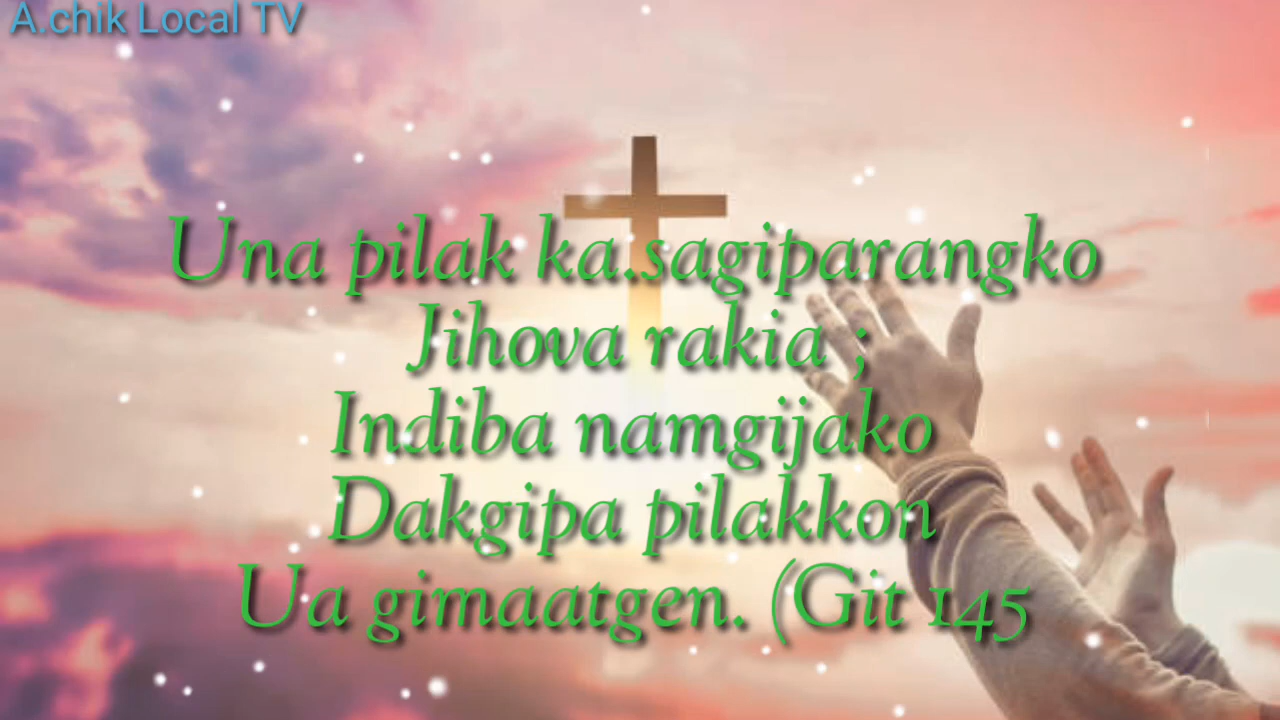 A.chik Local TV
Una pilak ka.sagiparangko
Jihova rakia ;
Indiba namgijako
Dakgipa pilakkon
Ua gimaatgen. (Git 145